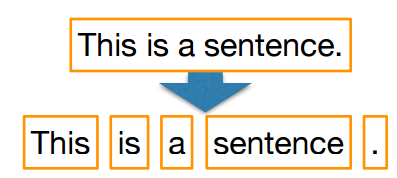 This is a sentence.
This is a sentence .